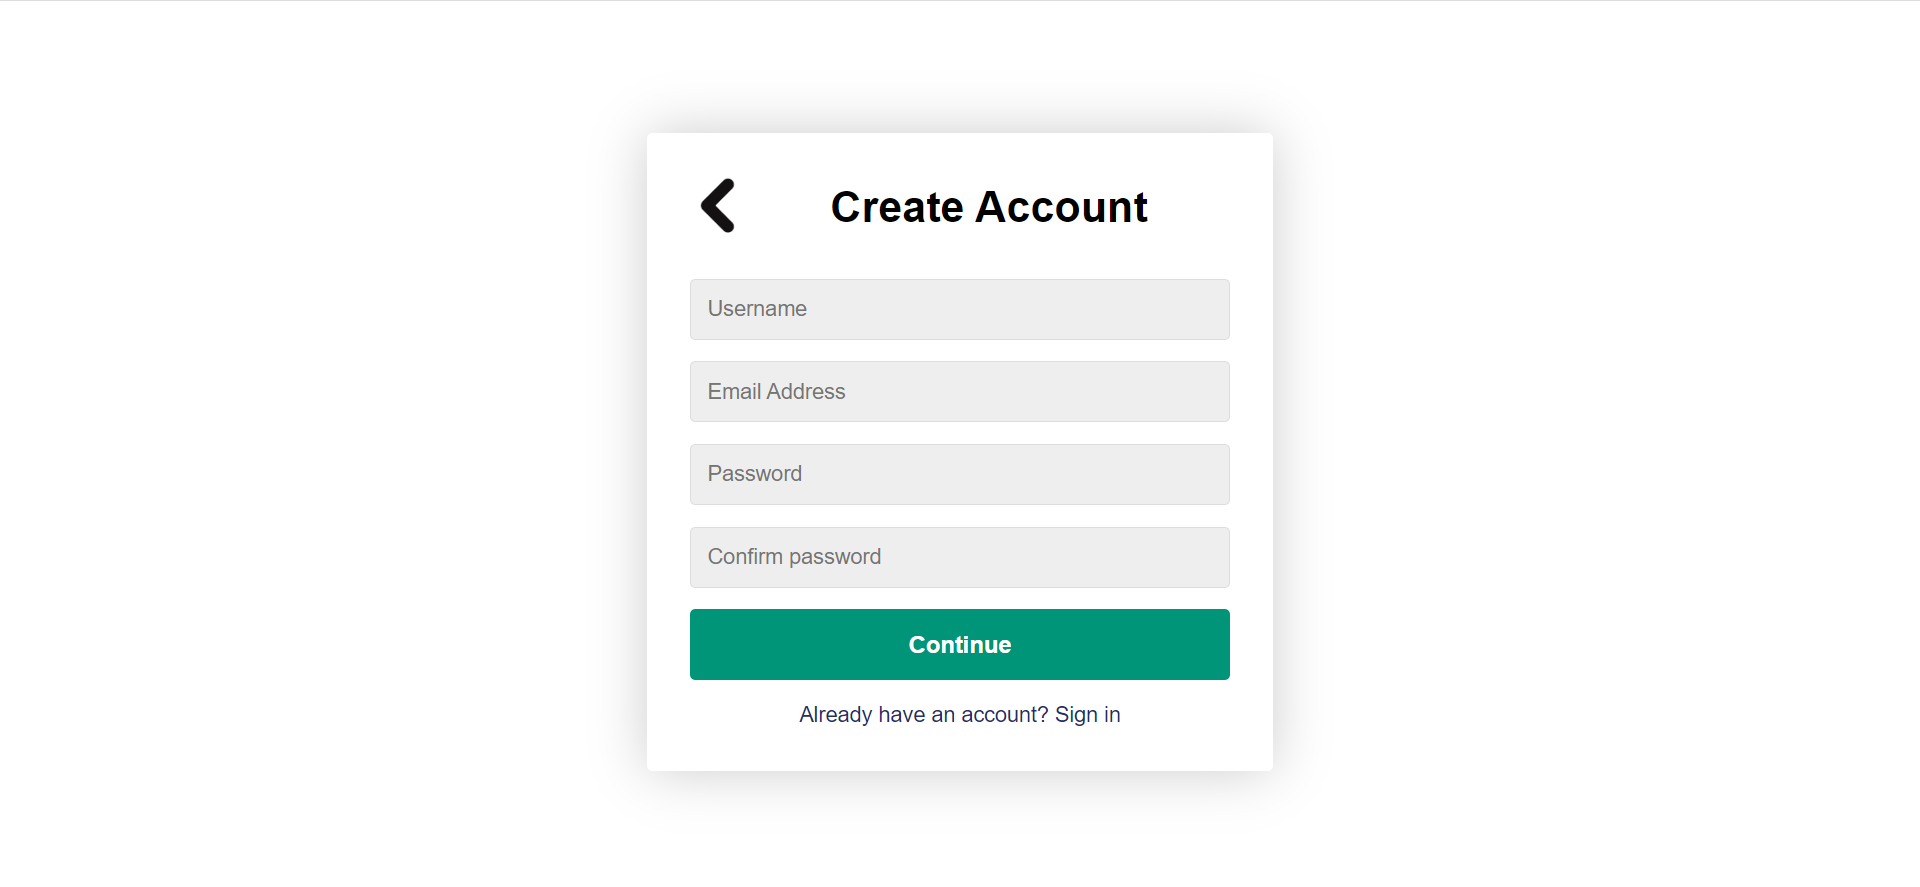 Create Account
Username
Email Address
Password
Confirm password
Continue
Already have an account? Sign in